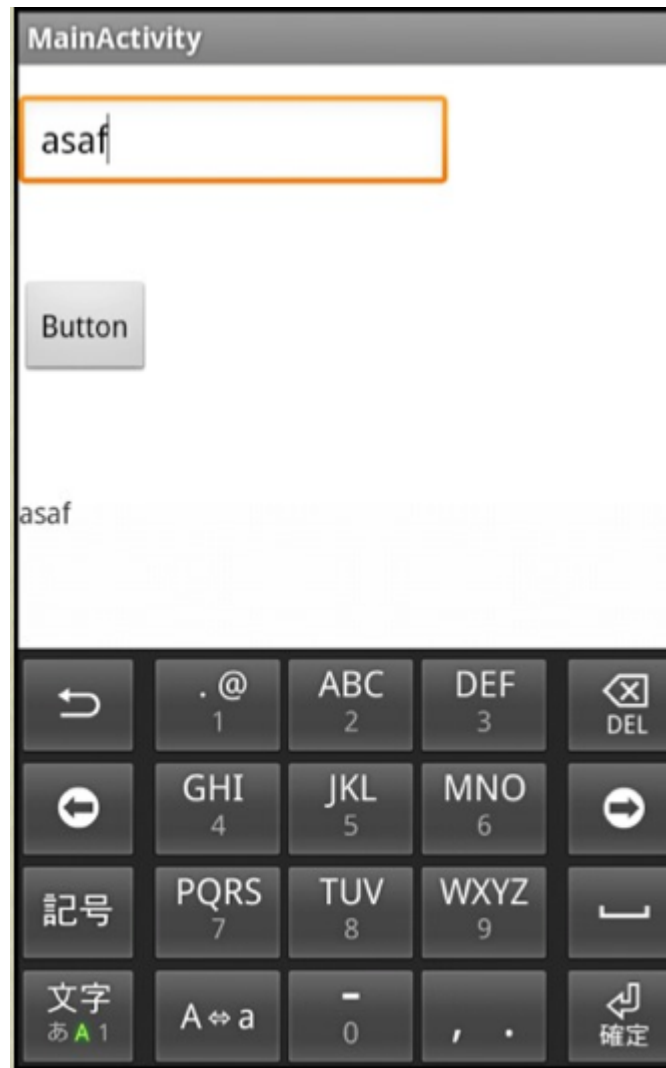 MainActivity
asaf
Button
asaf
. @ ABC DEF
1 2 3 DEL
GHI JKL MNO
4 5 6
記号 PQRS TUV WXYZ
7 8 9
文字 A⇔a - , . 
あA1 0 確定